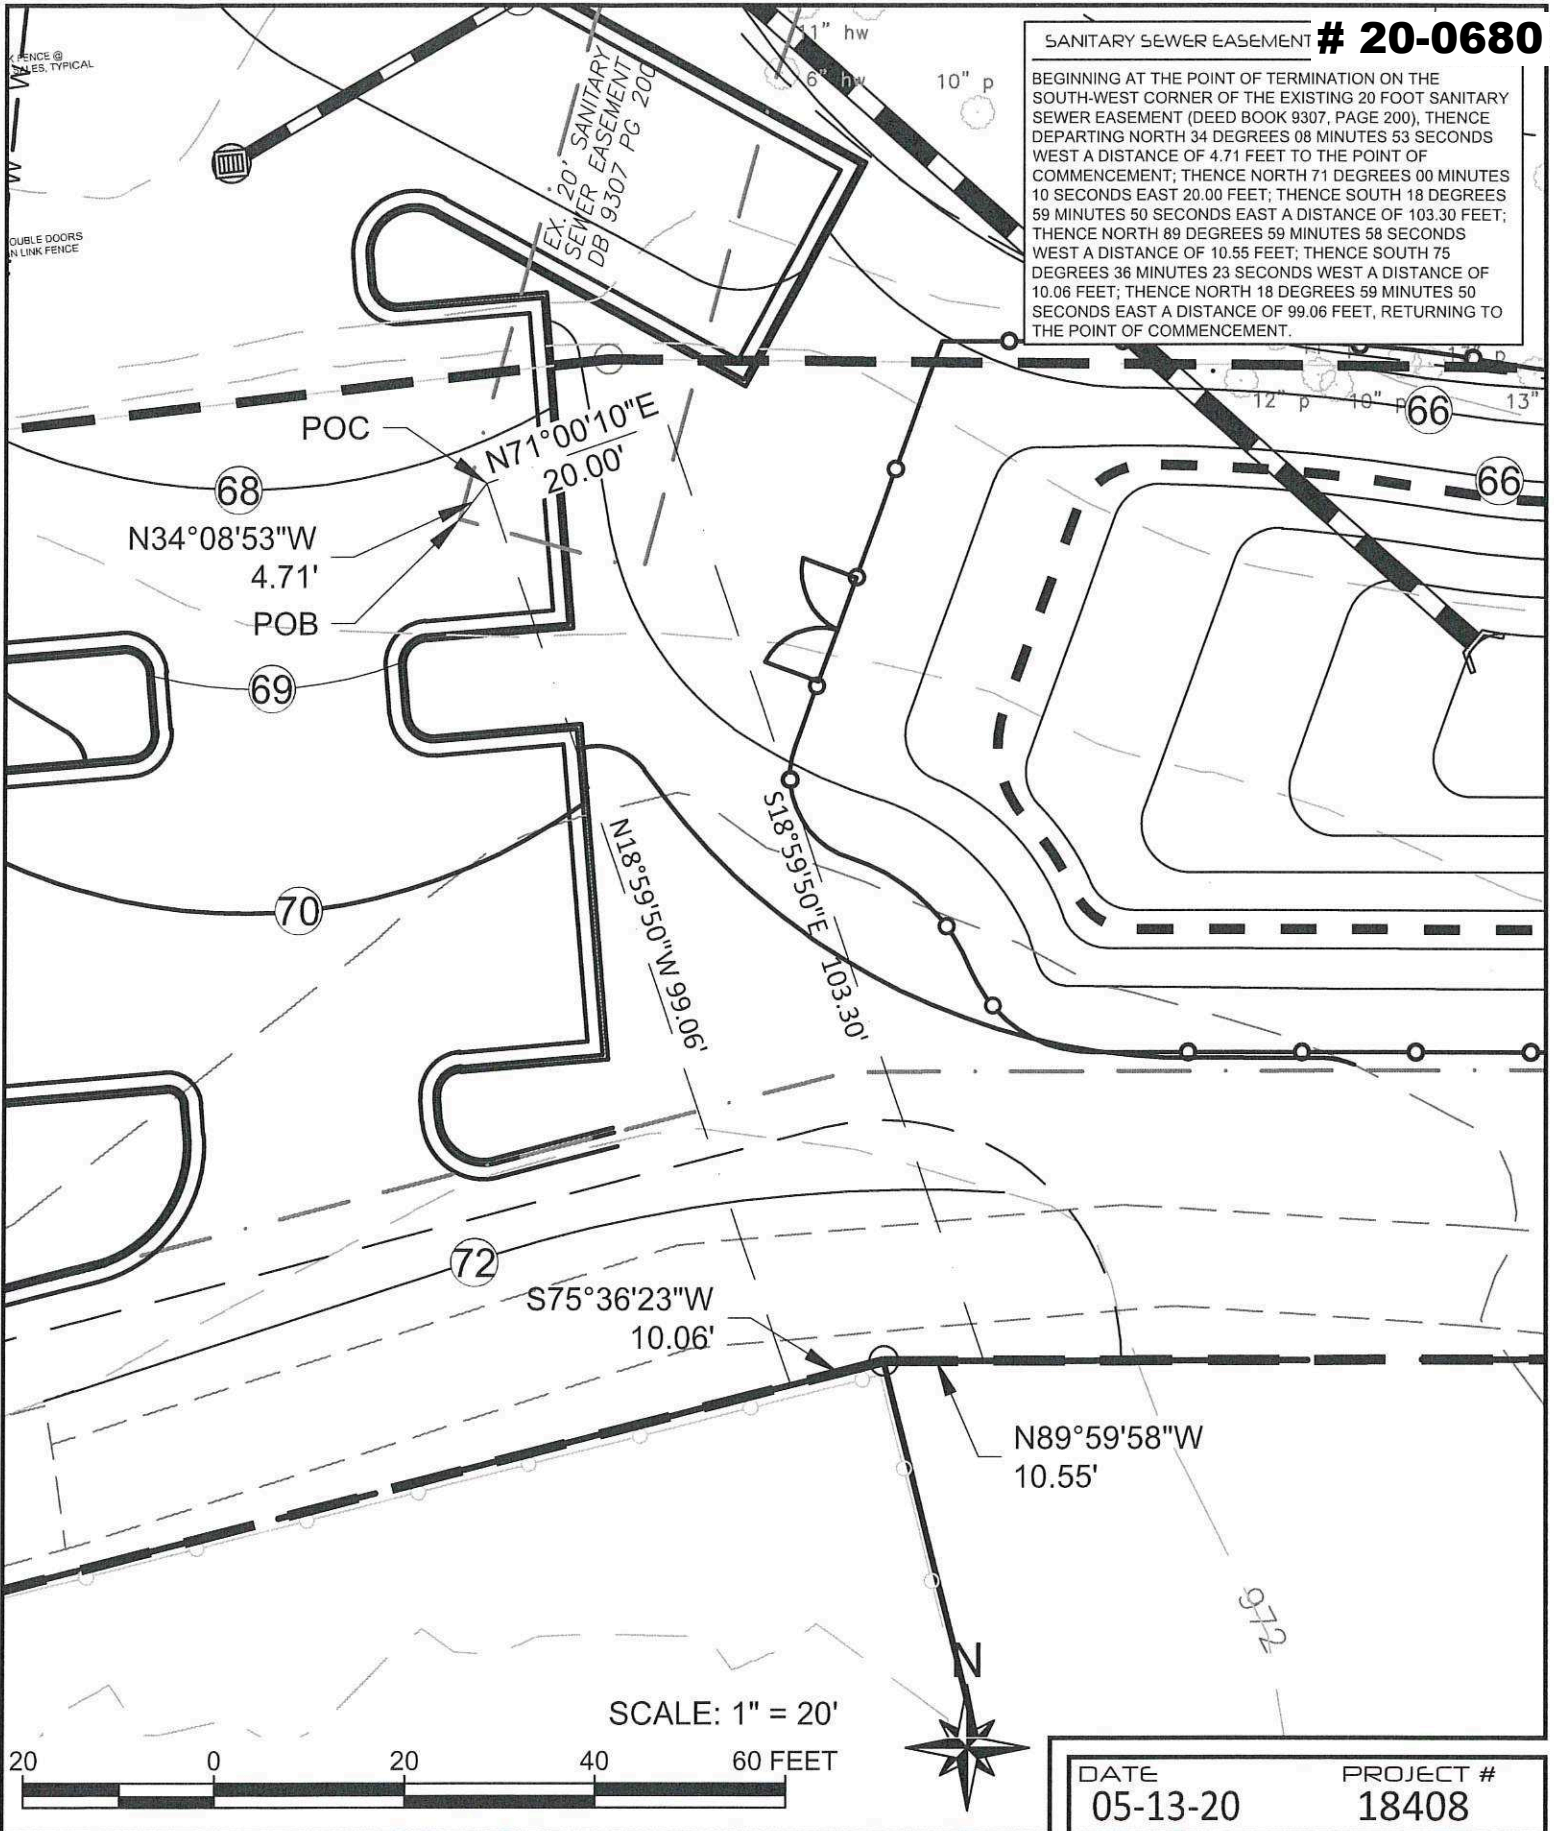 # 20-0680
SANITARY SEWER EASEMENT
BEGINNING AT THE POINT OF TERMINATION ON THE
SOUTH-WEST CORNER OF THE EXISTING 20 FOOT SANITARY
SEWER EASEMENT (DEED BOOK 9307, PAGE 200), THENCE
DEPARTING NORTH 34 DEGREES 08 MINUTES 53 SECONDS
WEST A DISTANCE OF 4.71 FEET TO THE POINT OF
COMMENCEMENT; THENCE NORTH 71 DEGREES 00 MINUTES
10 SECONDS EAST 20.00 FEET; THENCE SOUTH 18 DEGREES
59 MINUTES 50 SECONDS EAST A DISTANCE OF 103.30 FEET;
THENCE NORTH 89 DEGREES 59 MINUTES 58 SECONDS
WEST A DISTANCE OF 10.55 FEET; THENCE SOUTH 75
DEGREES 36 MINUTES 23 SECONDS WEST A DISTANCE OF
10.06 FEET; THENCE NORTH 18 DEGREES 59 MINUTES 50
SECONDS EAST A DISTANCE OF 99.06 FEET, RETURNING TO
THE POINT OF COMMENCEMENT.
FENCE @
TYPICAL
W
W
OUBLE DOORS
N LINK FENCE
11" hw
6" hw
10" p
EX. 20' SANITARY
SEWER EASEMENT
DB 9307 PG 200
12" p
10" p
13"
66
66
POC
N71°00'10"E
20.00'
68
N34°08'53"W
4.71'
POB
69
70
N18°59'50"W 99.06'
S18°59'50"E 103.30'
72
S75°36'23"W
10.06'
N89°59'58"W
10.55'
972
N
SCALE: 1" = 20'
20 0 20 40 60 FEET
DATE
05-13-20
PROJECT #
18408